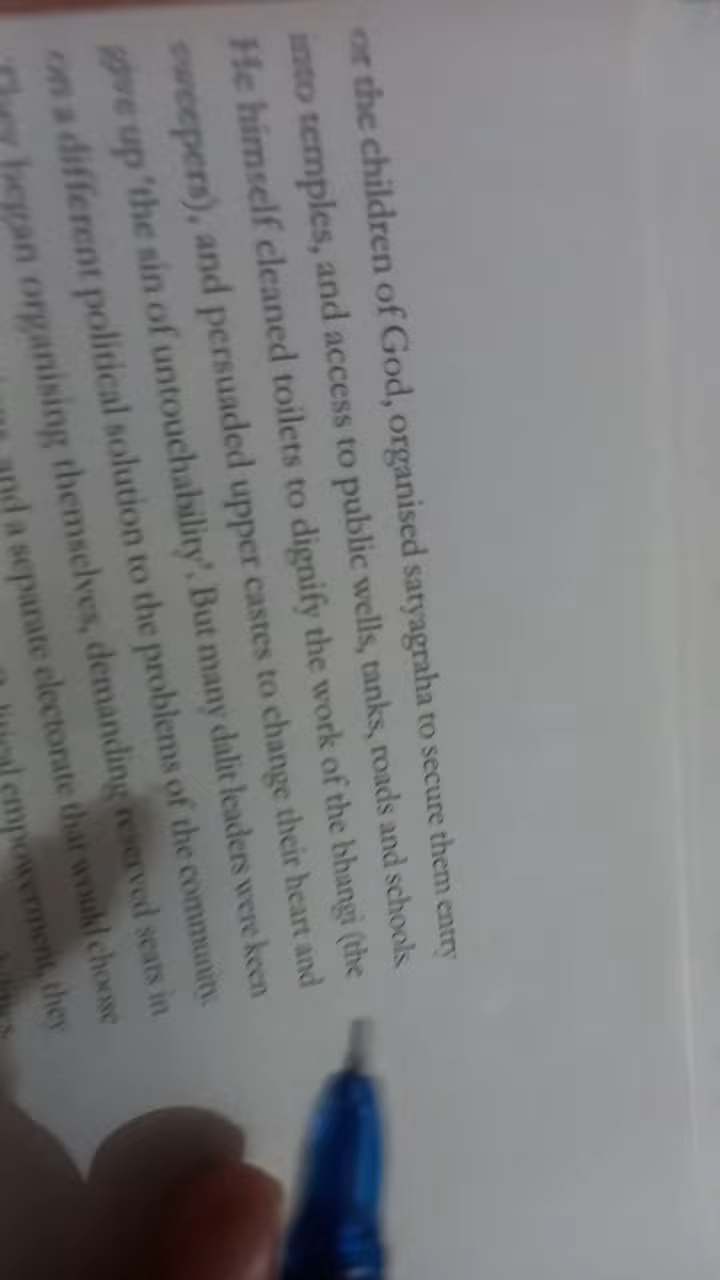 or the children of God, organised satyagraha to secure them entry
into temples, and access to public wells, tanks, roads and schools.
He himself cleaned toilets to dignify the work of the bhangi (the
sweepers), and persuaded upper castes to change their heart and
give up 'the sin of untouchability'. But many dalit leaders were keen
on a different political solution to the problems of the community.
They began organising themselves, demanding reserved seats in
and a separate electorate that would choose
empowerment, they